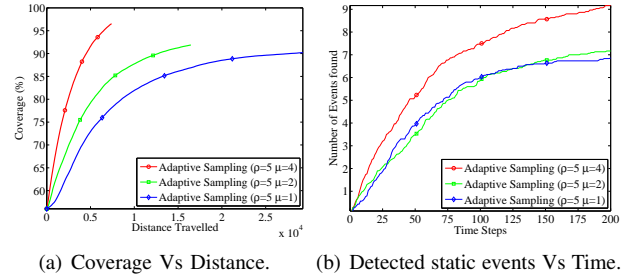 100
95
90
85
80
75
70
65
60
Coverage (%)
0
0.5
1
1.5
2
2.5
x 10^4
Distance Travelled
Adaptive Sampling (ρ=5 μ=4)
Adaptive Sampling (ρ=5 μ=2)
Adaptive Sampling (ρ=5 μ=1)
(a) Coverage Vs Distance.
9
8
7
6
5
4
3
2
1
Number of Events found
1
25
50
75
100
125
150
175
200
Time Steps
Adaptive Sampling (ρ=5 μ=4)
Adaptive Sampling (ρ=5 μ=2)
Adaptive Sampling (ρ=5 μ=1)
(b) Detected static events Vs Time.